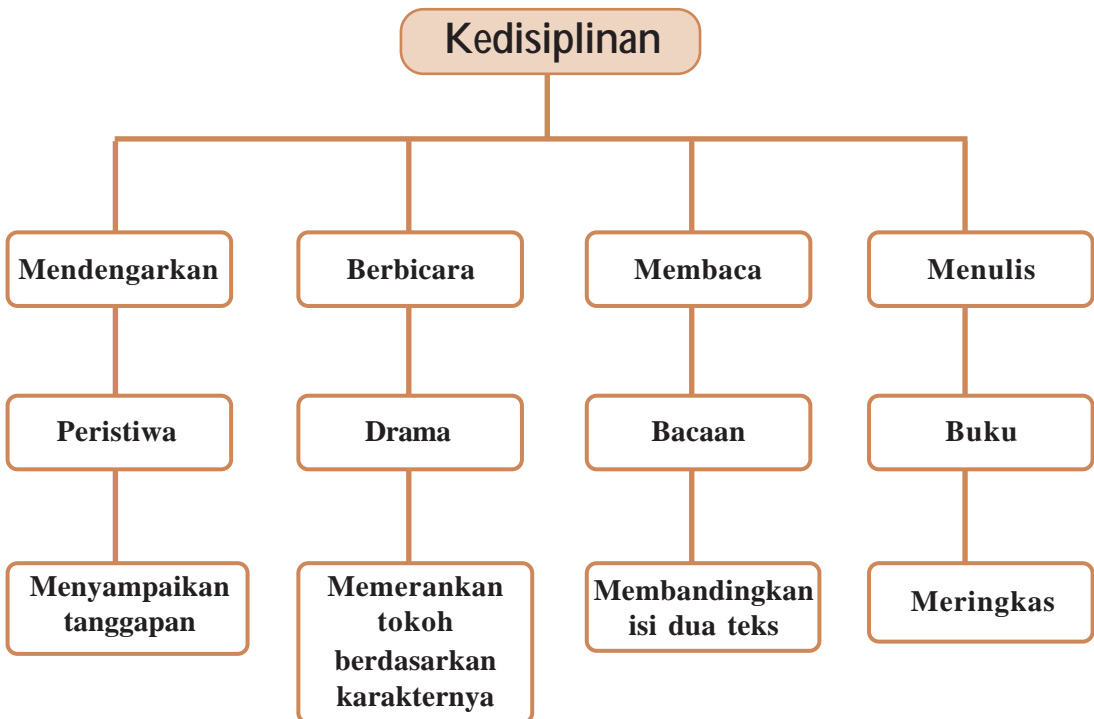 Kedisiplinan
Mendengarkan
Berbicara
Membaca
Menulis
Peristiwa
Drama
Bacaan
Buku
Menyampaikan
tanggapan
Memerankan
tokoh
berdasarkan
karakternya
Membandingkan
isi dua teks
Meringkas